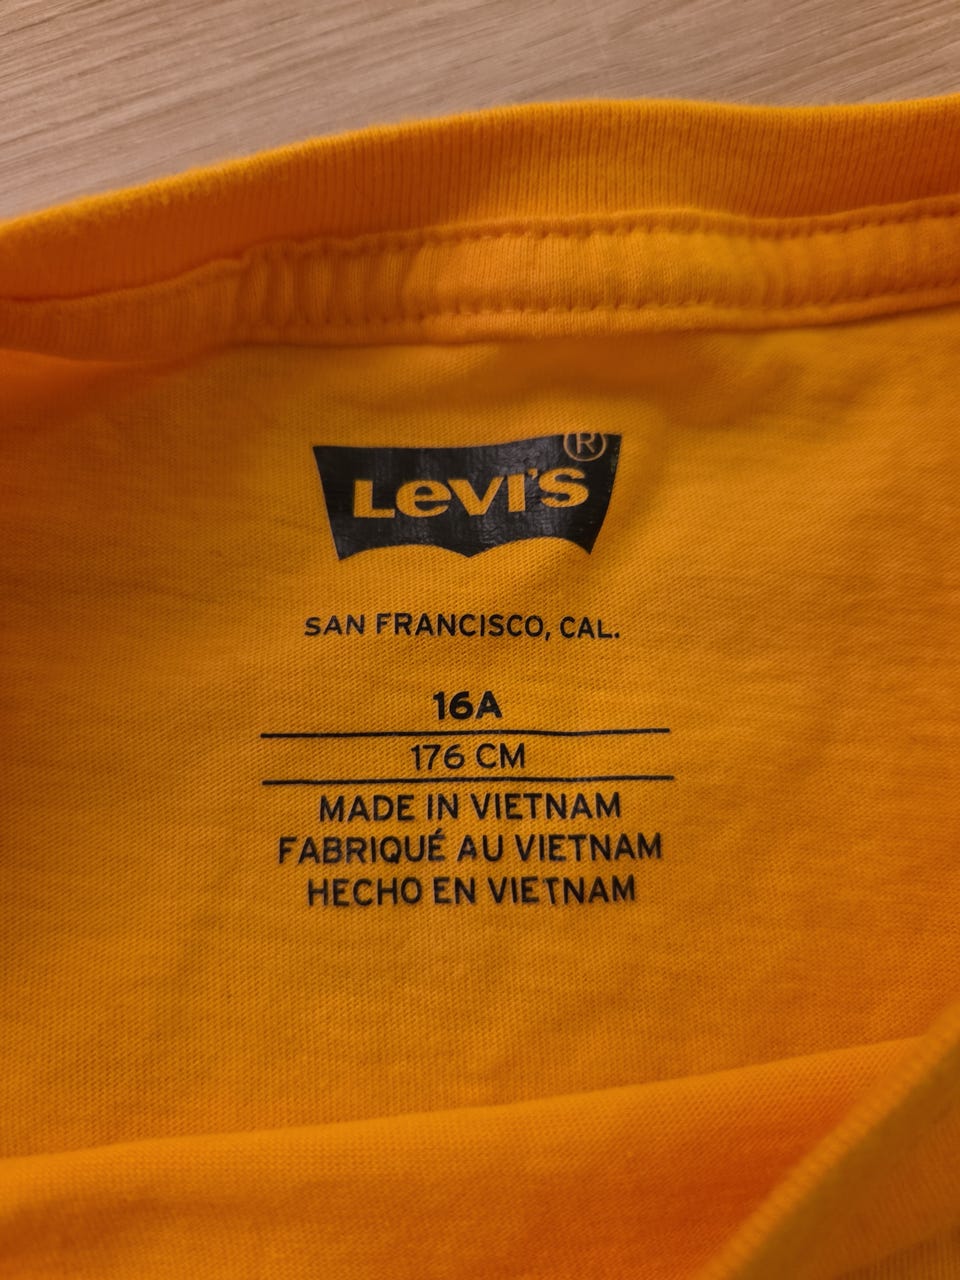 Levi's®
SAN FRANCISCO, CAL.
16A
176 CM
MADE IN VIETNAM
FABRIQUÉ AU VIETNAM
HECHO EN VIETNAM